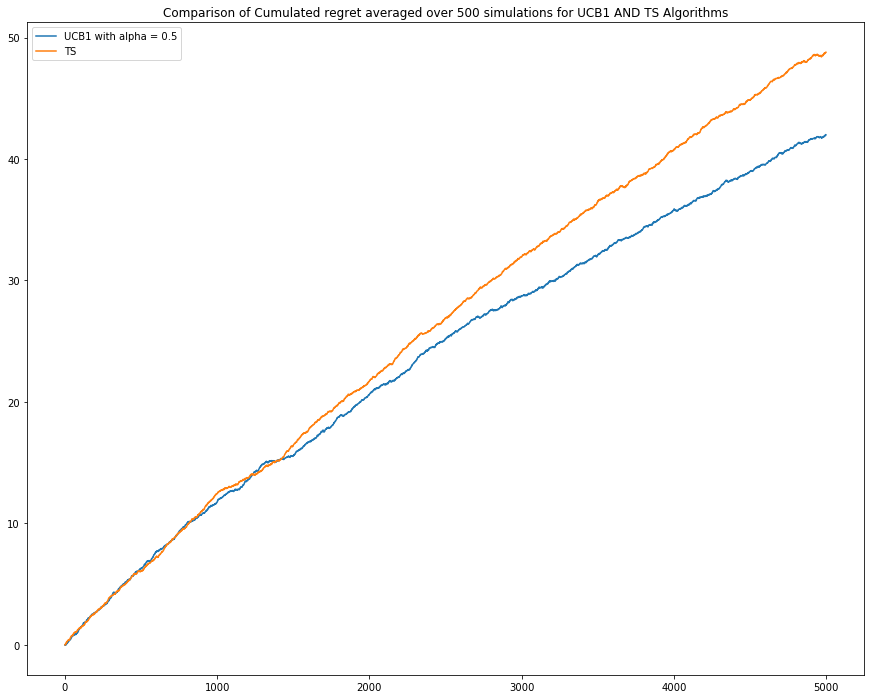 Comparison of Cumulated regret averaged over 500 simulations for UCB1 AND TS Algorithms
UCB1 with alpha = 0.5
TS
50
40
30
20
10
0
0 1000 2000 3000 4000 5000